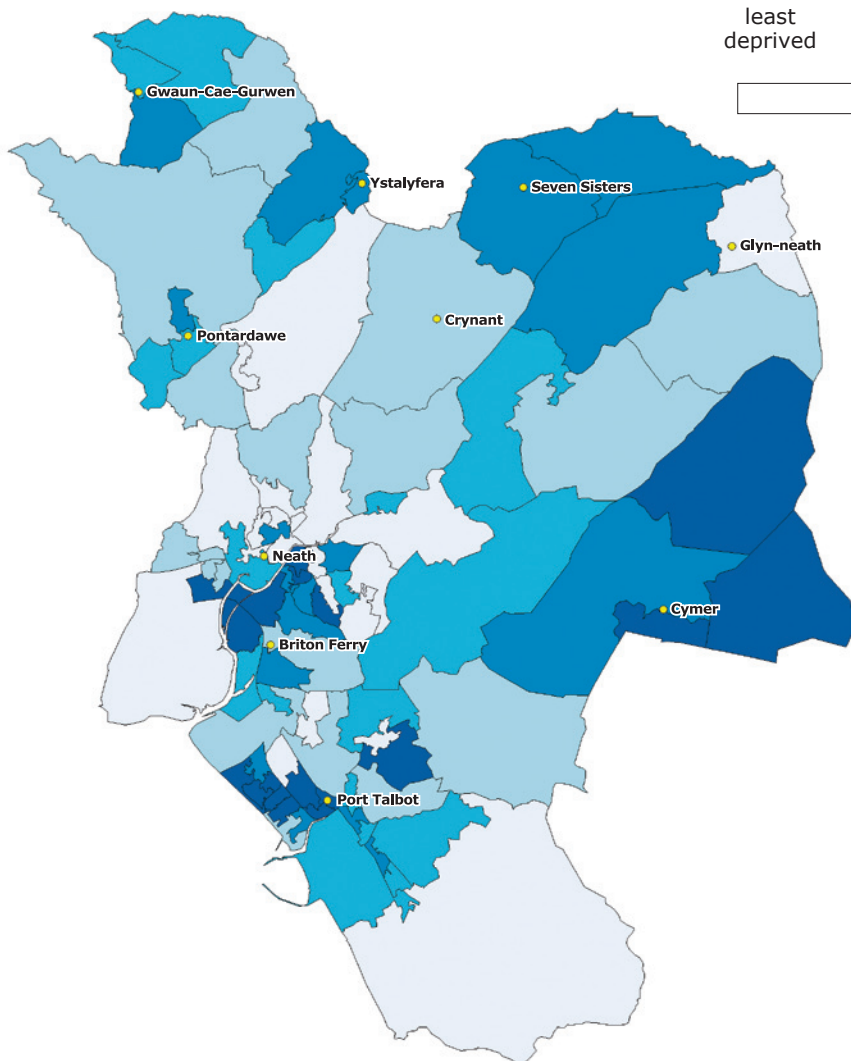 least
deprived
Gwaun-Cae-Gurwen
Ystalyfera
Seven Sisters
Glyn-neath
Crynant
Pontardawe
Neath
Cymer
Briton Ferry
Port Talbot